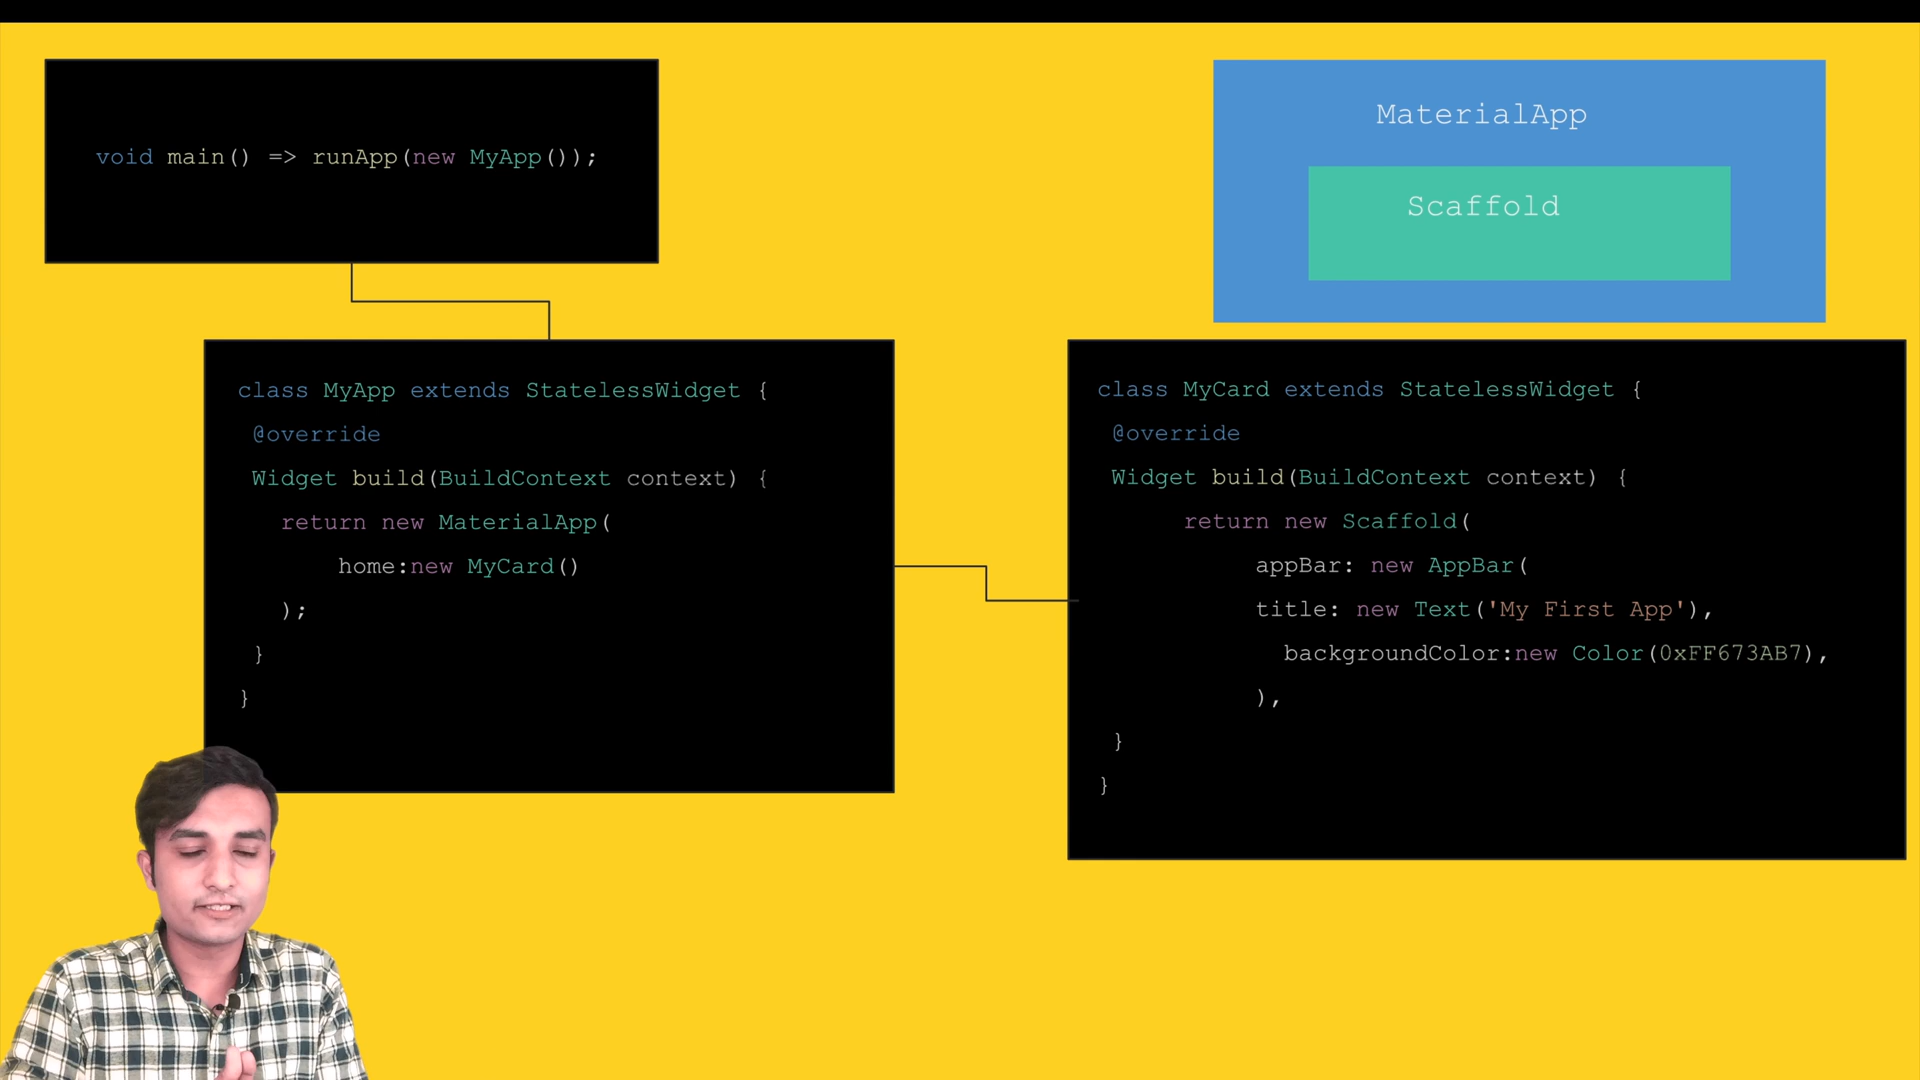 void main() => runApp(new MyApp());
MaterialApp
Scaffold
class MyApp extends StatelessWidget {
@override
Widget build(BuildContext context) {
return new MaterialApp(
home:new MyCard()
);
}
}
class MyCard extends StatelessWidget {
@override
Widget build(BuildContext context) {
return new Scaffold(
appBar: new AppBar(
title: new Text('My First App'),
backgroundColor:new Color(0xFF673AB7),
),
}
}